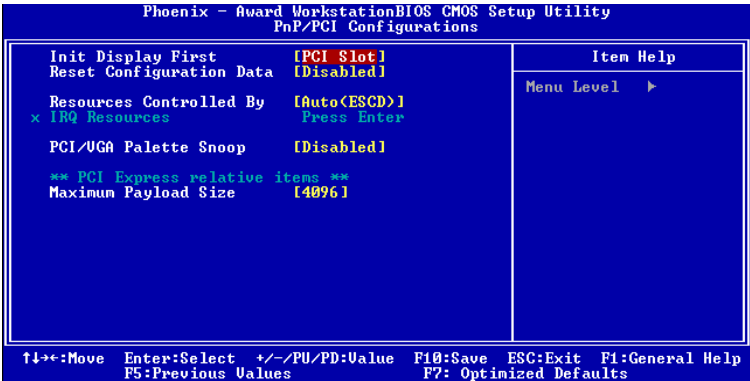 Phoenix - Award WorkstationBIOS CMOS Setup Utility
PnP/PCI Configurations
Init Display First [PCI Slot]
Reset Configuration Data [Disabled]
Resources Controlled By [Auto(ESCD)]
x IRQ Resources Press Enter
PCI/VGA Palette Snoop [Disabled]
** PCI Express relative items **
Maximum Payload Size [4096]
Item Help
Menu Level ►
↑↓→←:Move Enter:Select +/-/PU/PD:Value F10:Save ESC:Exit F1:General Help
F5:Previous Values F7: Optimized Defaults